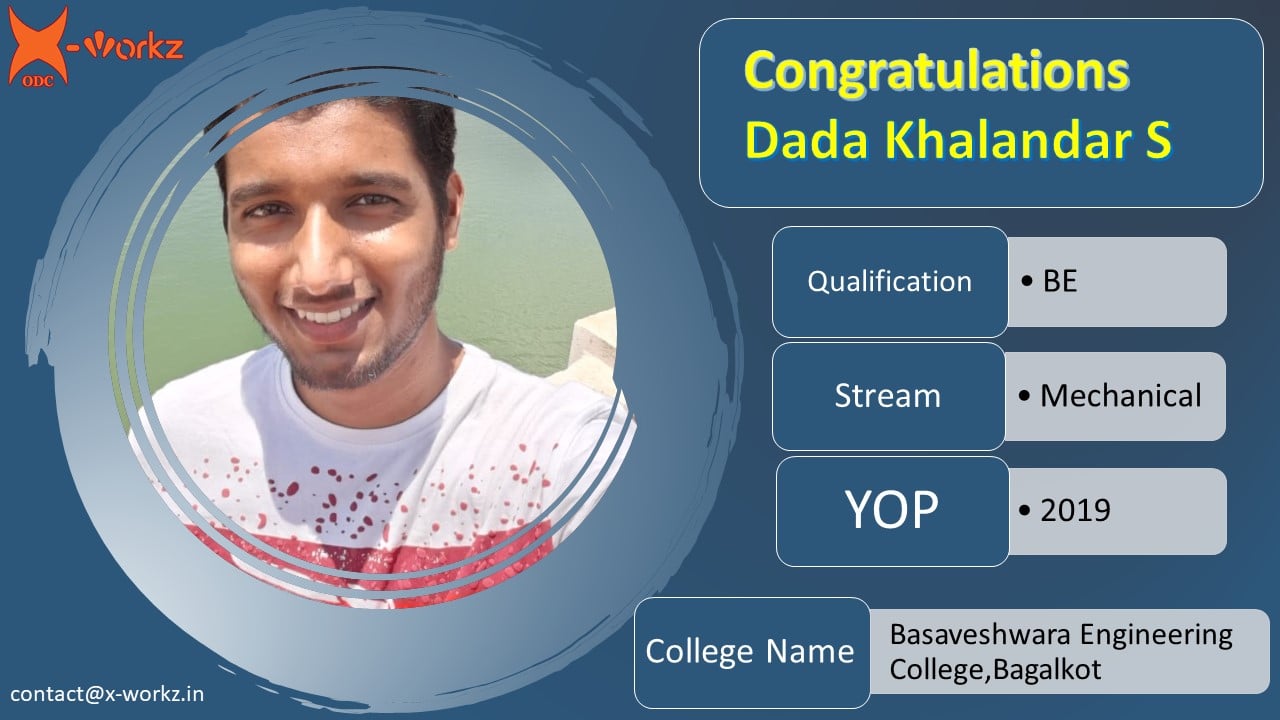 X-workz
ODC
Congratulations
Dada Khalandar S
Qualification
• BE
Stream
• Mechanical
YOP
• 2019
College Name
Basaveshwara Engineering
College,Bagalkot
contact@x-workz.in